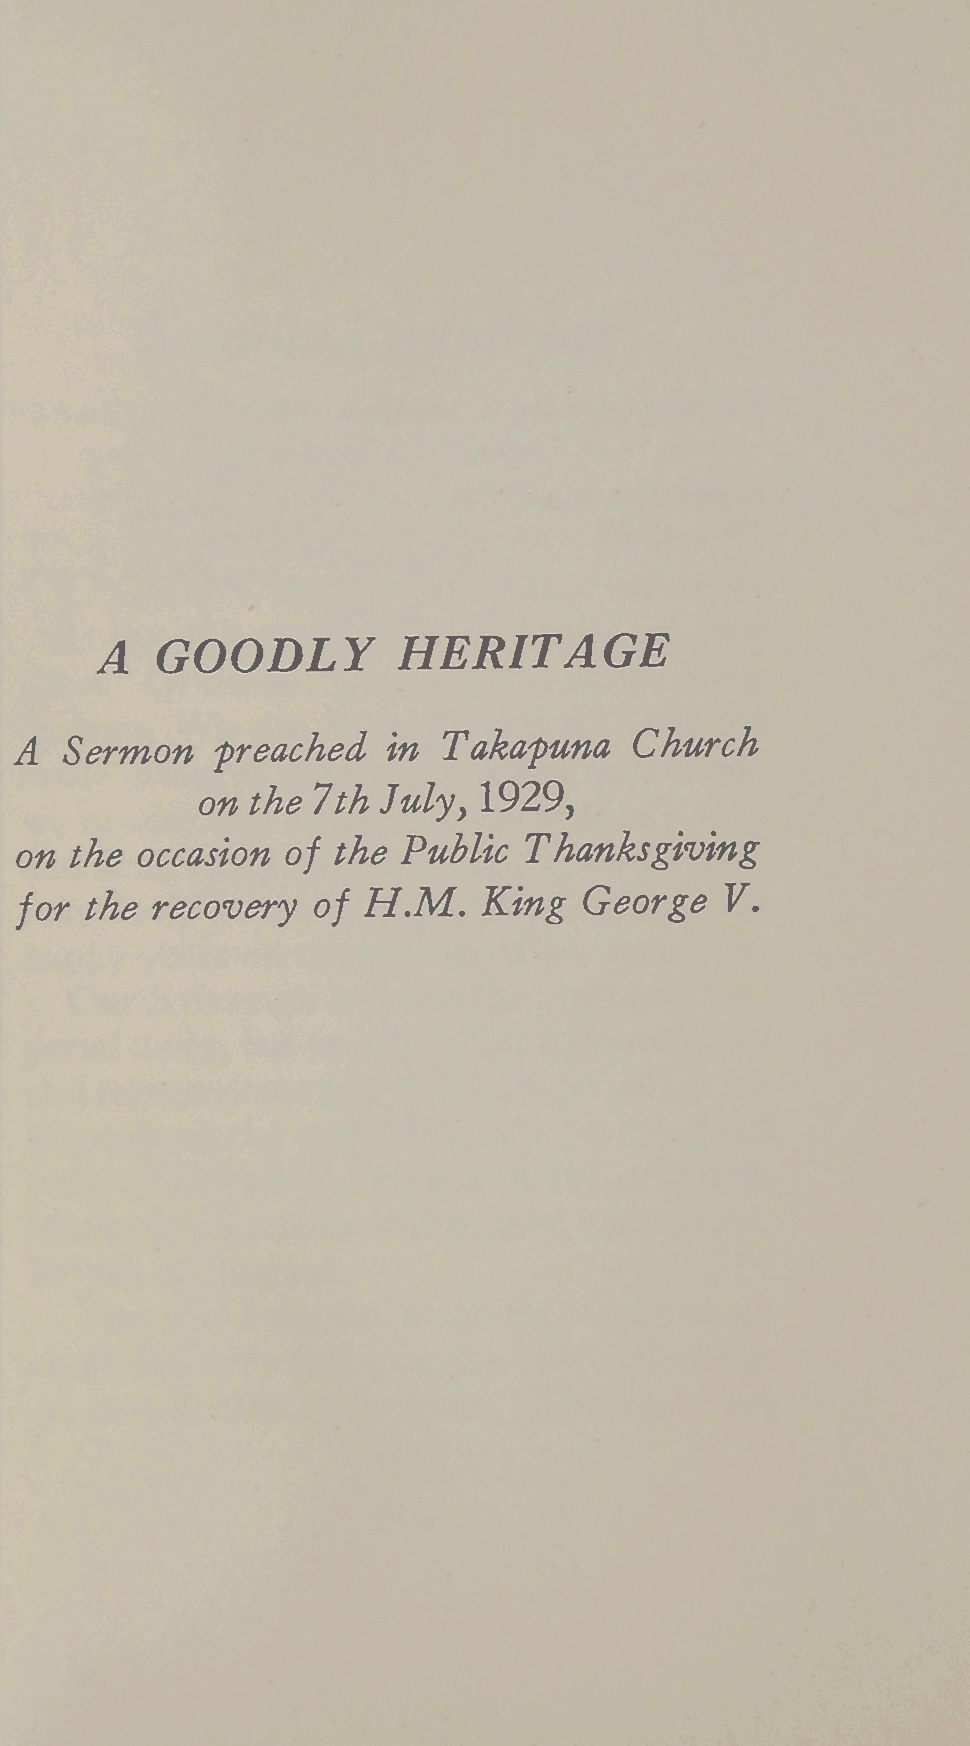 A GOODLY HERITAGE
A Sermon preached in Takapuna Church
on the 7th July, 1929,
on the occasion of the Public Thanksgiving
for the recovery of H.M. King George V.